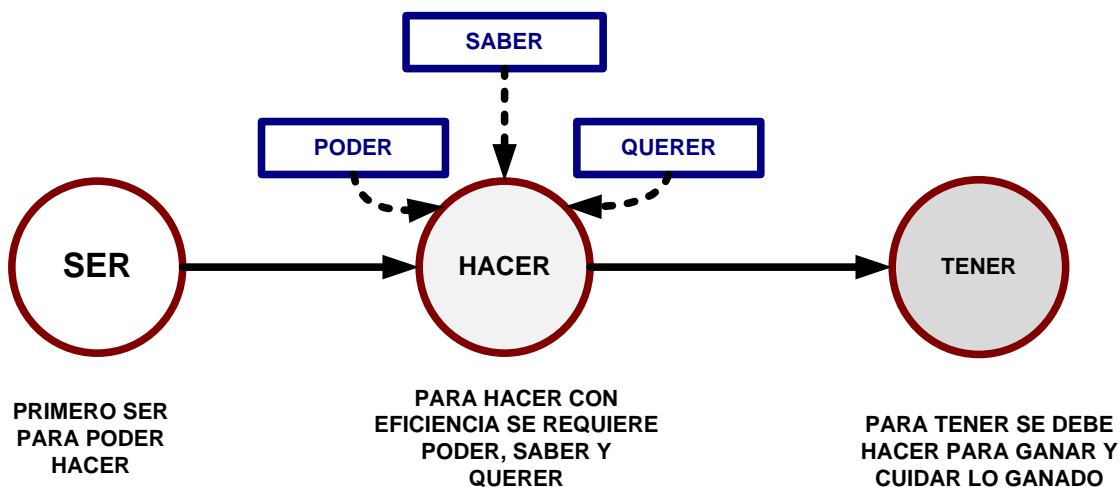 SABER
PODER
QUERER
SER
HACER
TENER
PRIMERO SER
PARA PODER
HACER
PARA HACER CON
EFICIENCIA SE REQUIERE
PODER, SABER Y
QUERER
PARA TENER SE DEBE
HACER PARA GANAR Y
CUIDAR LO GANADO